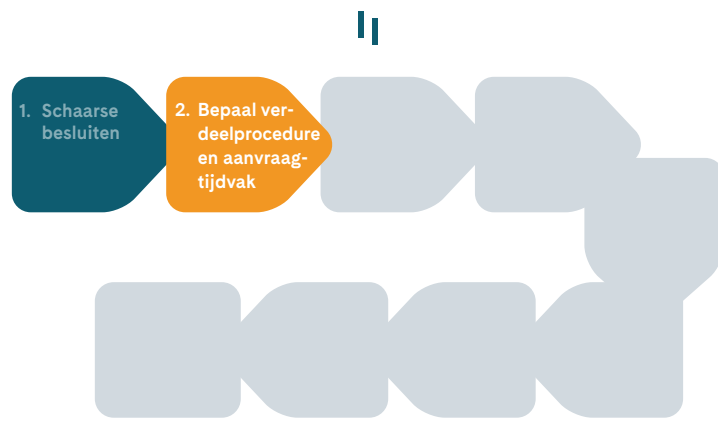 1. Schaarse
besluiten
2. Bepaal ver-
deelprocedure
en aanvraag-
tijdvak